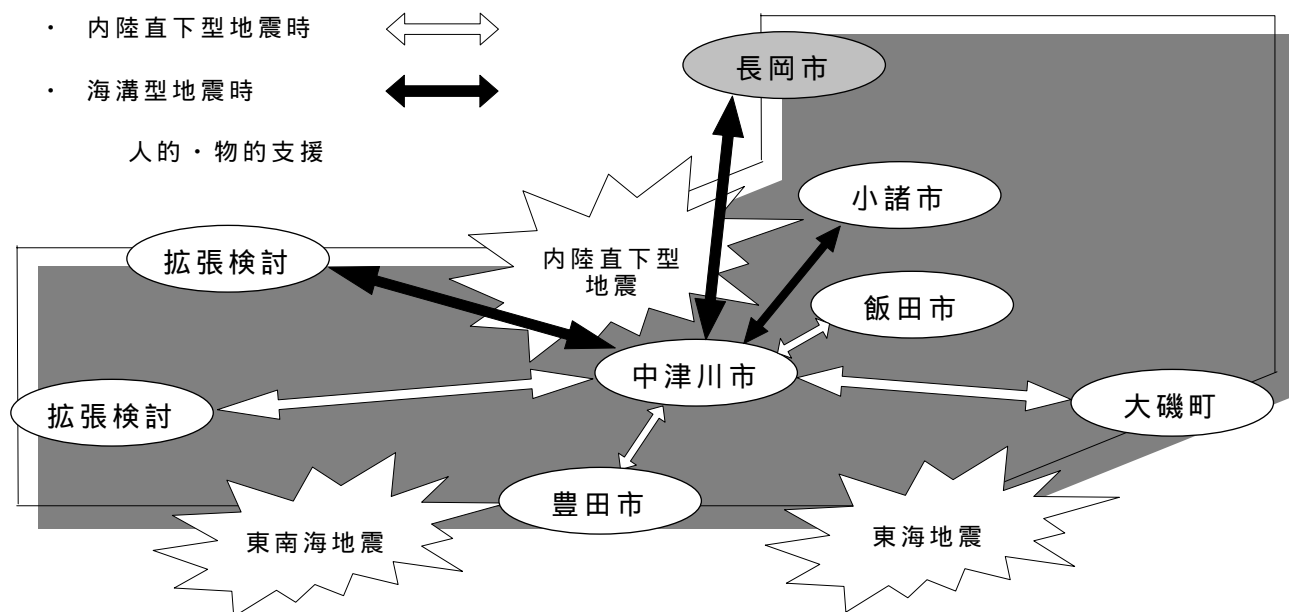 ・ 内陸直下型地震時
・ 海溝型地震時
人的・物的支援
長岡市
小諸市
拡張検討
内陸直下型
地震
飯田市
中津川市
拡張検討
大磯町
豊田市
東南海地震
東海地震